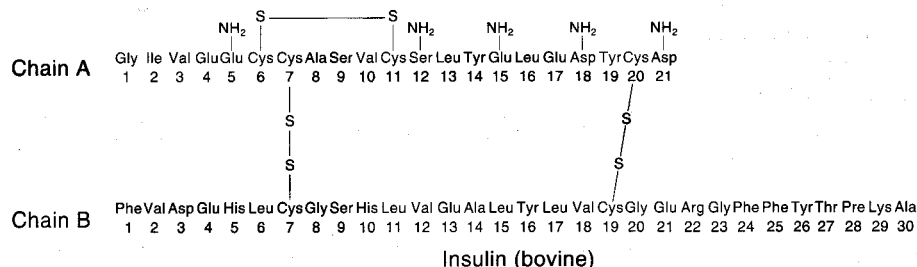 S S
NH₂ NH₂ NH₂ NH₂ NH₂
Chain A
Gly Ile Val Glu Glu Cys Cys Ala Ser Val Cys Ser Leu Tyr Glu Leu Glu Asp Tyr Cys Asp
1 2 3 4 5 6 7 8 9 10 11 12 13 14 15 16 17 18 19 20 21
S S
S S
Chain B
Phe Val Asp Glu His Leu Cys Gly Ser His Leu Val Glu Ala Leu Tyr Leu Val Cys Gly Glu Arg Gly Phe Phe Tyr Thr Pre Lys Ala
1 2 3 4 5 6 7 8 9 10 11 12 13 14 15 16 17 18 19 20 21 22 23 24 25 26 27 28 29 30
Insulin (bovine)